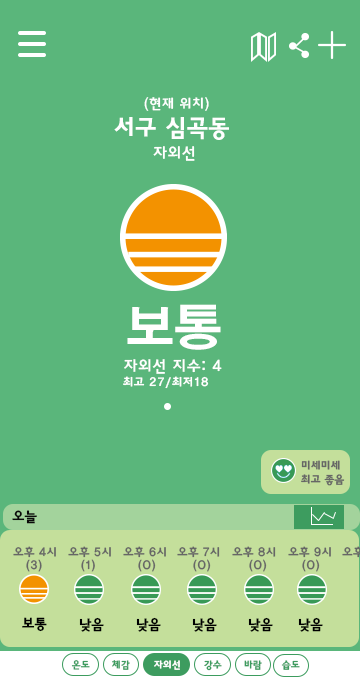 (현재 위치)
서구 심곡동
자외선
보통
자외선 지수: 4
최고 27/최저18
미세미세
최고 좋음
오늘
오후 4시 오후 5시 오후 6시 오후 7시 오후 8시 오후 9시 오후
(3) (1) (0) (0) (0) (0)
보통 낮음 낮음 낮음 낮음 낮음
온도 체감 자외선 강수 바람 습도